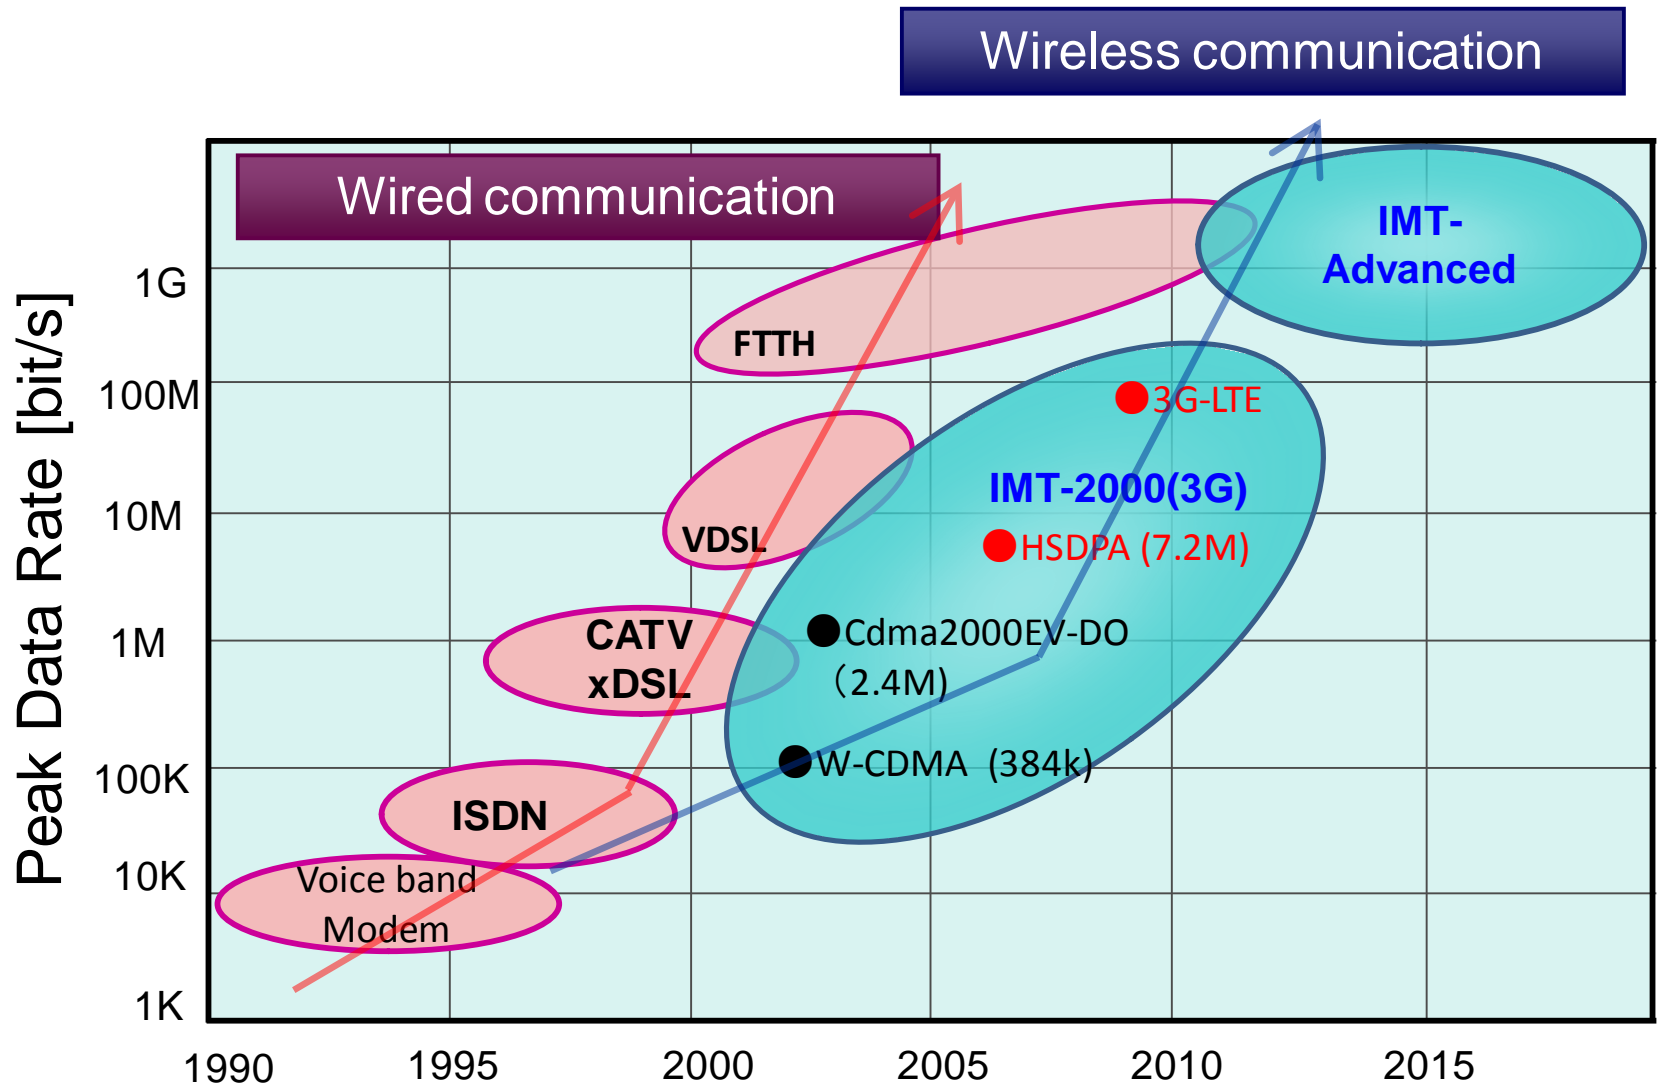 Wireless communication
Wired communication
IMT-
Advanced
1G
FTTH
100M
3G-LTE
IMT-2000(3G)
10M
VDSL
HSDPA (7.2M)
CATV
xDSL
1M
Cdma2000EV-DO
（2.4M)
100K
W-CDMA (384k)
ISDN
10K
Voice band
Modem
1K
Peak Data Rate [bit/s]
1990 1995 2000 2005 2010 2015